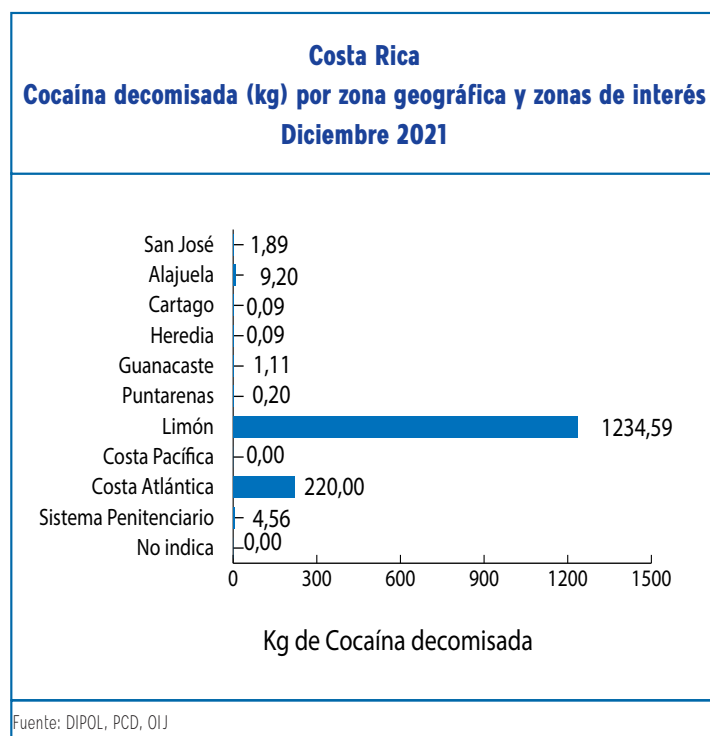 Costa Rica
Cocaína decomisada (kg) por zona geográfica y zonas de interés
Diciembre 2021
San José 1,89
Alajuela 9,20
Cartago 0,09
Heredia 0,09
Guanacaste 1,11
Puntarenas 0,20
Limón 1234,59
Costa Pacífica 0,00
Costa Atlántica 220,00
Sistema Penitenciario 4,56
No indica 0,00
0 300 600 900 1200 1500
Kg de Cocaína decomisada
Fuente: DIPOL, PCD, OIJ